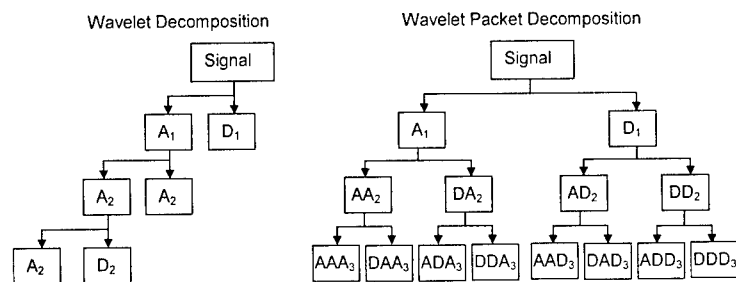 Wavelet Decomposition
Signal
A1 D1
A2 A2
A2 D2
Wavelet Packet Decomposition
Signal
A1 D1
AA2 DA2 AD2 DD2
AAA3 DAA3 ADA3 DDA3 AAD3 DAD3 ADD3 DDD3